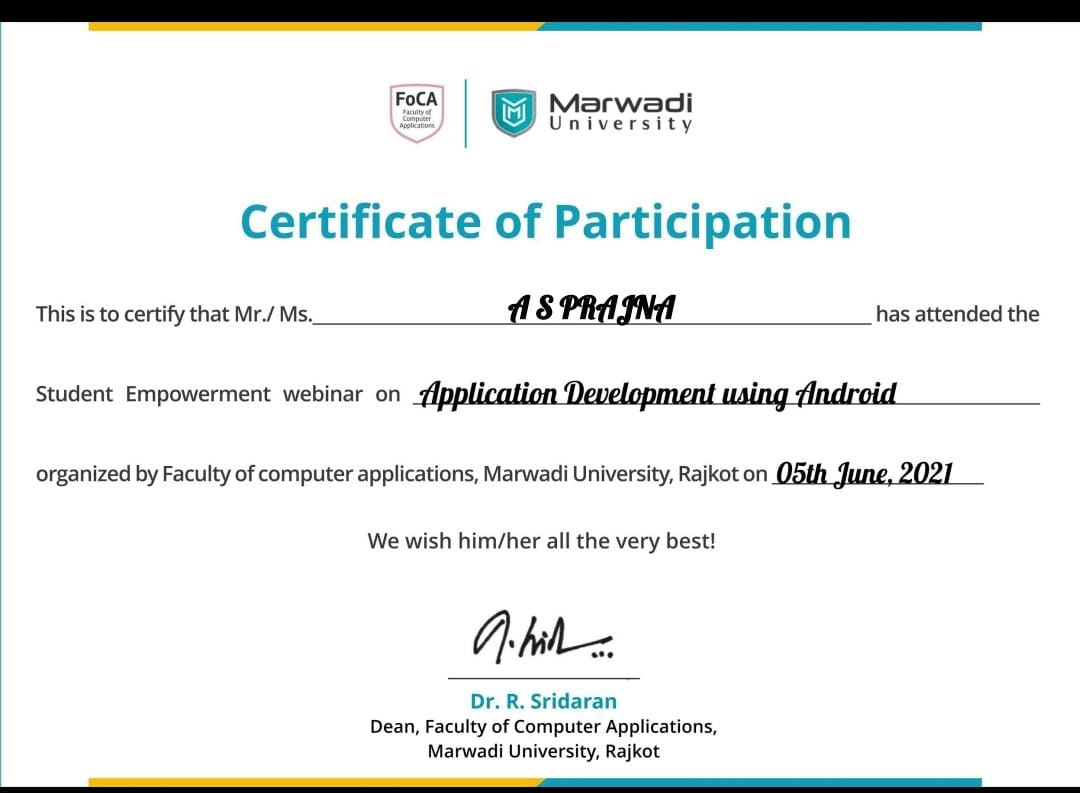 FoCA
Faculty of
Computer
Applications
Marwadi
University
Certificate of Participation
This is to certify that Mr./ Ms. A S PRAJNA has attended the
Student Empowerment webinar on Application Development using Android
organized by Faculty of computer applications, Marwadi University, Rajkot on 05th June, 2021
We wish him/her all the very best!
Dr. R. Sridaran
Dean, Faculty of Computer Applications,
Marwadi University, Rajkot